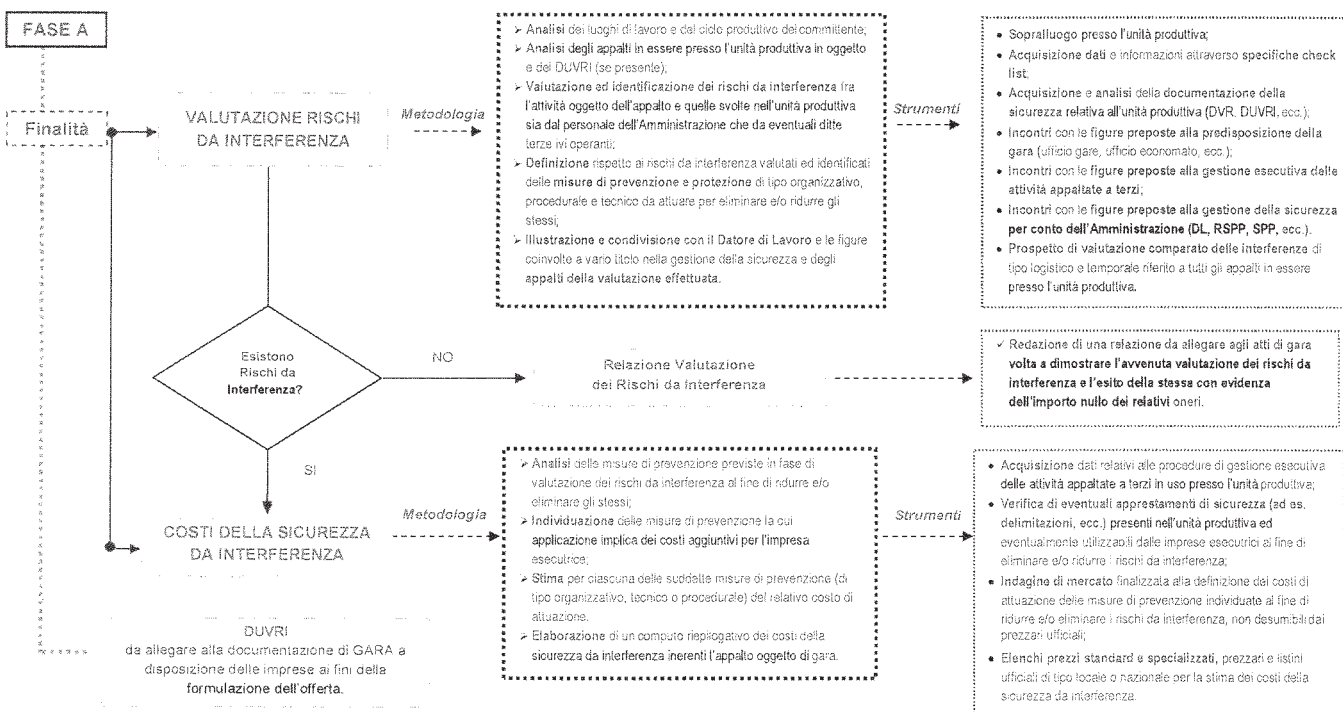 FASE A
Finalità
VALUTAZIONE RISCHI
DA INTERFERENZA
Metodologia
➢ Analisi dei luoghi di lavoro e del ciclo produttivo del committente;
➢ Analisi degli appalti in essere presso l'unità produttiva in oggetto
e dei DUVRI (se presente);
➢ Valutazione ed identificazione dei rischi da interferenza fra
l'attività oggetto dell'appalto e quelle svolte nell'unità produttiva
sia dal personale dell'Amministrazione che da eventuali ditte
terze ivi operanti;
➢ Definizione rispetto ai rischi da interferenza valutati ed identificati
delle misure di prevenzione e protezione di tipo organizzativo,
procedurale e tecnico da attuare per eliminare e/o ridurre gli
stessi;
➢ Illustrazione e condivisione con il Datore di Lavoro e le figure
coinvolte a vario titolo nella gestione della sicurezza e degli
appalti della valutazione effettuata.
Strumenti
• Sopralluogo presso l'unità produttiva;
• Acquisizione dati e informazioni attraverso specifiche check
list;
• Acquisizione e analisi della documentazione della
sicurezza relativa all'unità produttiva (DVR, DUVRI, ecc.);
• Incontri con le figure preposte alla predisposizione della
gara (ufficio gare, ufficio economato, ecc.);
• Incontri con le figure preposte alla gestione esecutiva delle
attività appaltate a terzi;
• Incontri con le figure preposte alla gestione della sicurezza
per conto dell'Amministrazione (DL, RSPP, SPP, ecc.).
• Prospetto di valutazione comparato delle interferenze di
tipo logistico e temporale riferito a tutti gli appalti in essere
presso l'unità produttiva.
Esistono
Rischi da
Interferenza?
NO
Relazione Valutazione
dei Rischi da Interferenza
✓ Redazione di una relazione da allegare agli atti di gara
volta a dimostrare l'avvenuta valutazione dei rischi da
interferenza e l'esito della stessa con evidenza
dell'importo nullo dei relativi oneri.
SI
COSTI DELLA SICUREZZA
DA INTERFERENZA
Metodologia
➢ Analisi delle misure di prevenzione previste in fase di
valutazione dei rischi da interferenza al fine di ridurre e/o
eliminare gli stessi;
➢ Individuazione delle misure di prevenzione la cui
applicazione implica dei costi aggiuntivi per l'impresa
esecutrice;
➢ Stima per ciascuna delle suddette misure di prevenzione (di
tipo organizzativo, tecnico o procedurale) del relativo costo di
attuazione.
➢ Elaborazione di un computo riepilogativo dei costi della
sicurezza da interferenza inerenti l'appalto oggetto di gara.
Strumenti
• Acquisizione dati relativi alle procedure di gestione esecutiva
delle attività appaltate a terzi in uso presso l'unità produttiva;
• Verifica di eventuali apprestamenti di sicurezza (ad es.
delimitazioni, ecc.) presenti nell'unità produttiva ed
eventualmente utilizzabili dalle imprese esecutrici al fine di
eliminare e/o ridurre i rischi da interferenza;
• Indagine di mercato finalizzata alla definizione dei costi di
attuazione delle misure di prevenzione individuate al fine di
ridurre e/o eliminare i rischi da interferenza, non desumibili dai
prezzari ufficiali;
• Elenchi prezzi standard e specializzati, prezzari e listini
ufficiali di tipo locale o nazionale per la stima dei costi della
sicurezza da interferenza.
DUVRI
da allegare alla documentazione di GARA a
disposizione delle imprese ai fini della
formulazione dell'offerta.